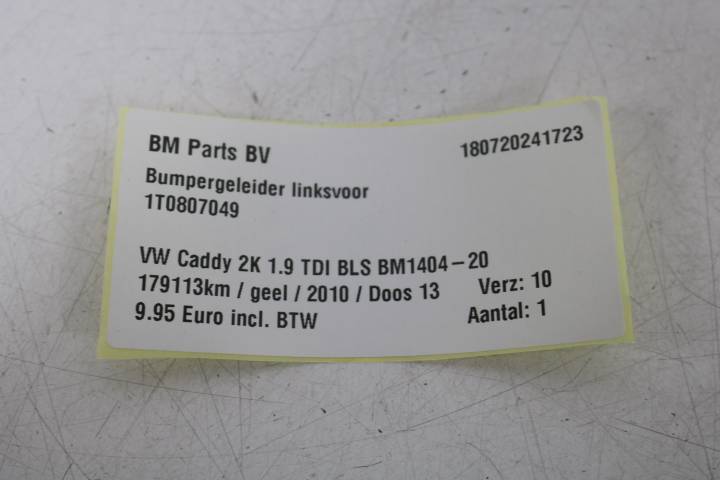 BM Parts BV 180720241723
Bumpergeleider linksvoor
1T0807049
VW Caddy 2K 1.9 TDI BLS BM1404-20
179113km / geel / 2010 / Doos 13 Verz: 10
9.95 Euro incl. BTW Aantal: 1